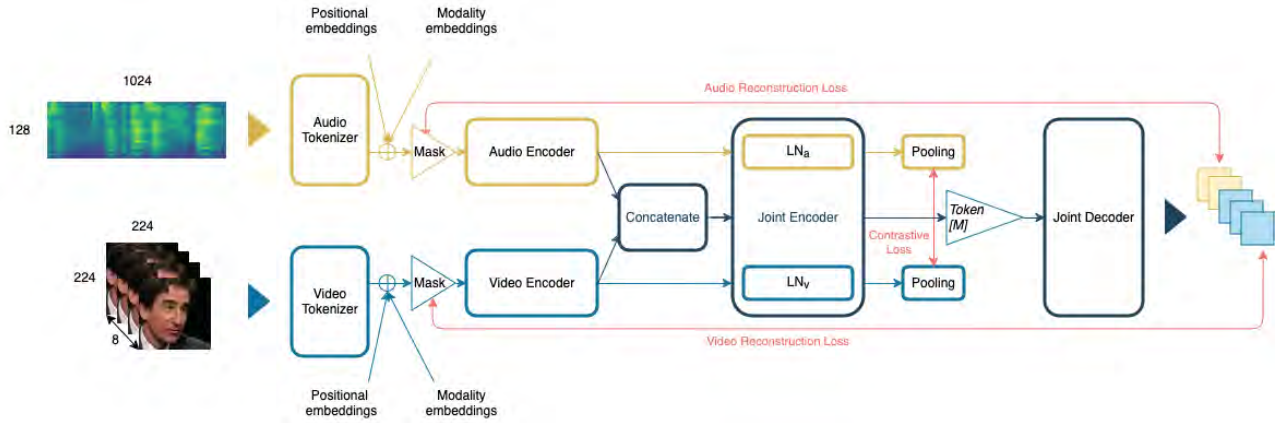 Positional
embeddings
Modality
embeddings
1024
128
Audio
Tokenizer
Mask
Audio Encoder
Audio Reconstruction Loss
LNa
Pooling
Concatenate
Joint Encoder
Contrastive
Loss
Token
[M]
Joint Decoder
224
224
8
Video
Tokenizer
Mask
Video Encoder
LNv
Pooling
Video Reconstruction Loss
Positional
embeddings
Modality
embeddings